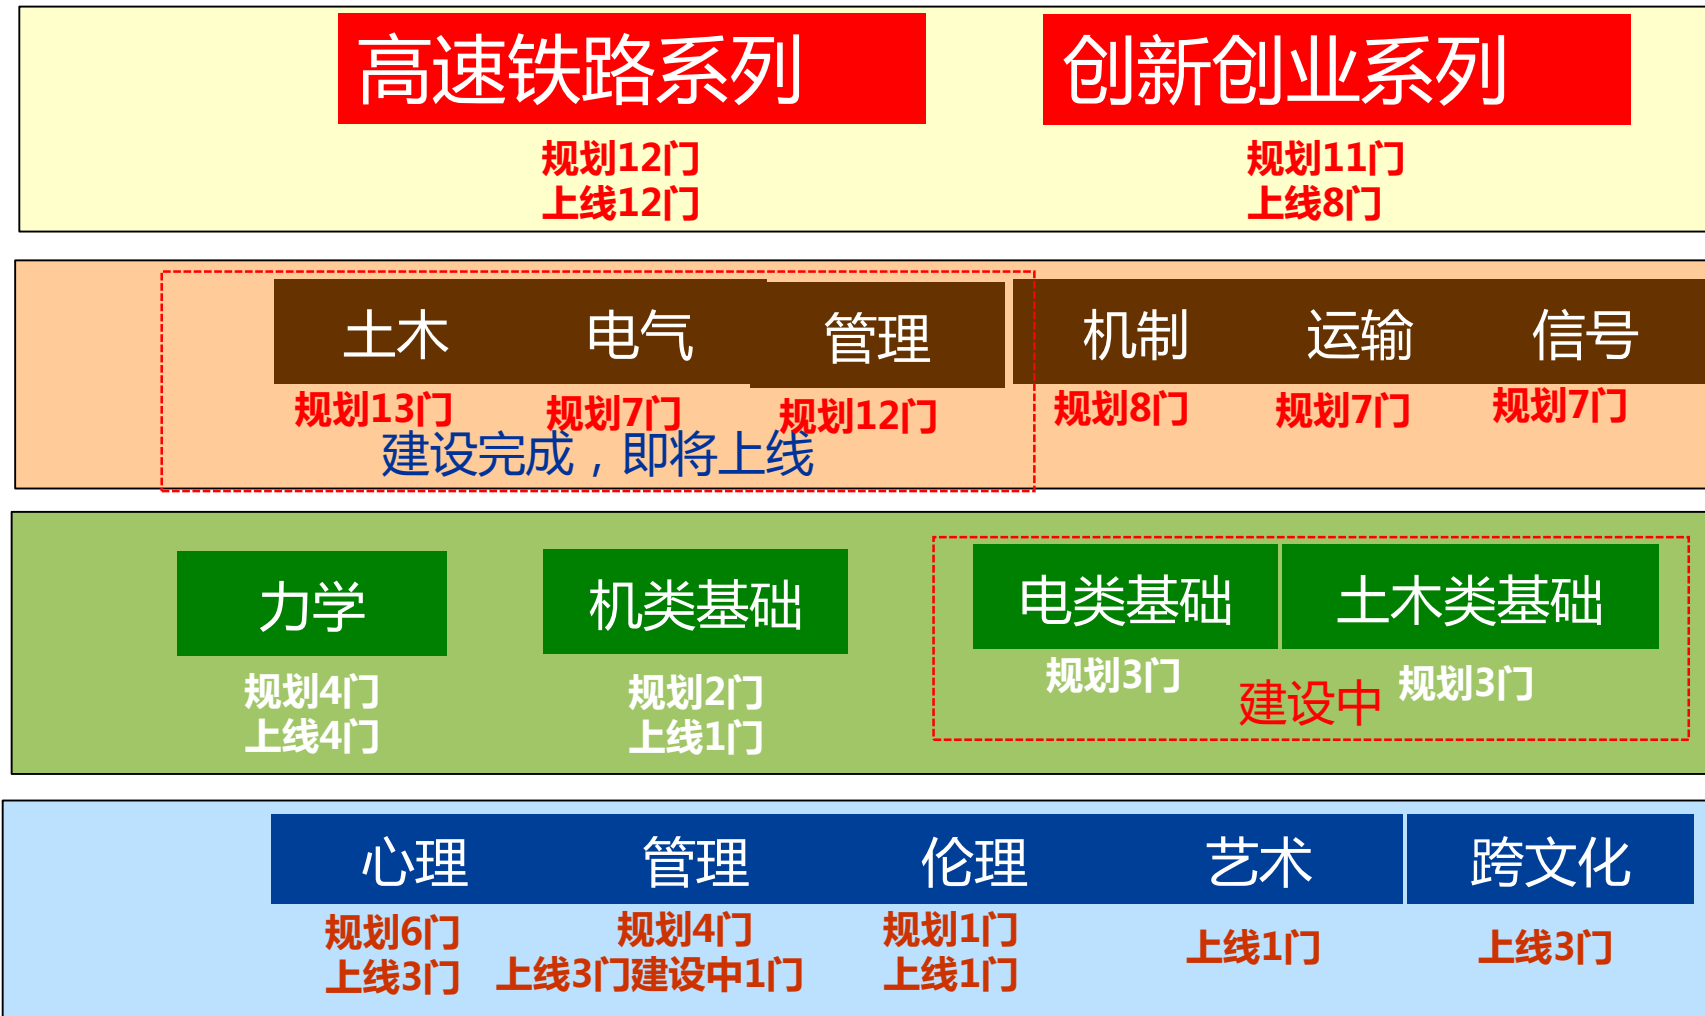 高速铁路系列
创新创业系列
规划12门
上线12门
规划11门
上线8门
土木
电气
管理
机制
运输
信号
规划13门
规划7门
规划12门
规划8门
规划7门
规划7门
建设完成，即将上线
力学
机类基础
电类基础
土木类基础
规划4门
上线4门
规划2门
上线1门
规划3门
规划3门
建设中
心理
管理
伦理
艺术
跨文化
规划6门
上线3门
规划4门
上线3门建设中1门
规划1门
上线1门
上线1门
上线3门